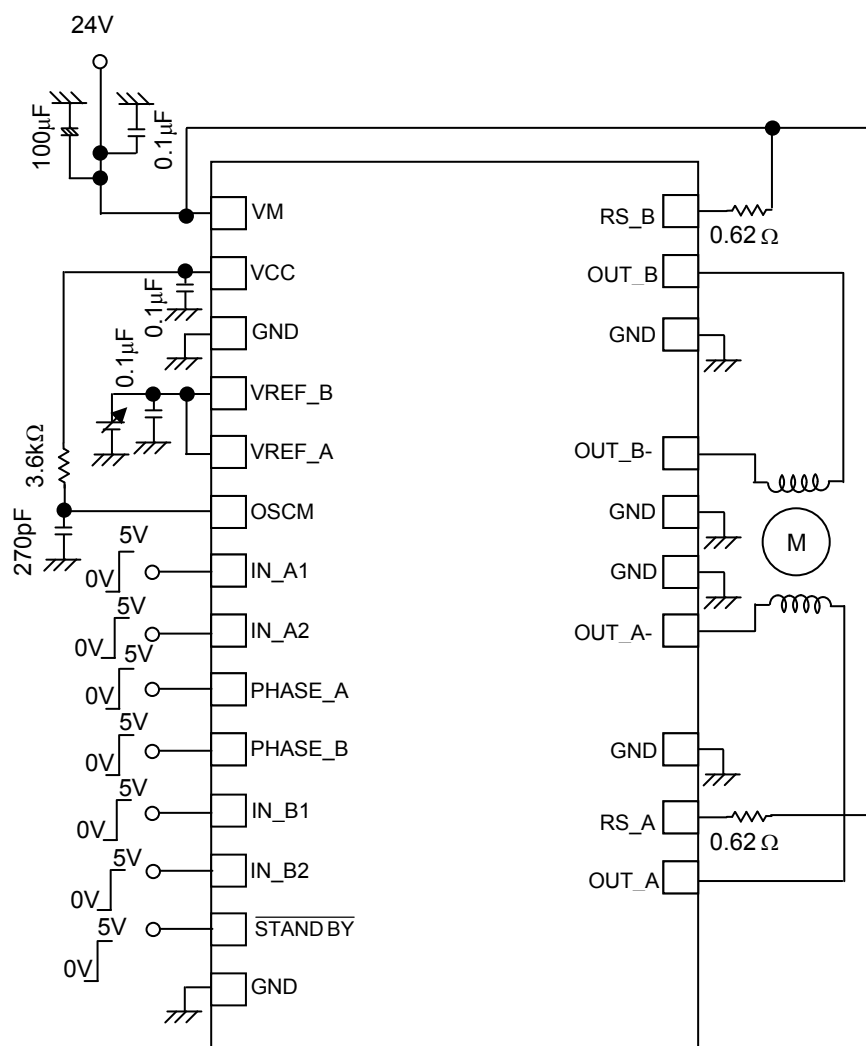 24V
100μF
0.1μF
VM
RS_B
0.62 Ω
VCC
OUT_B
0.1μF
GND
GND
0.1μF
VREF_B
VREF_A
OUT_B-
3.6kΩ
OSCM
GND
270pF
5V
0V
IN_A1
GND
M
5V
0V
IN_A2
OUT_A-
5V
0V
PHASE_A
5V
0V
PHASE_B
GND
5V
0V
IN_B1
RS_A
0.62 Ω
5V
0V
IN_B2
OUT_A
5V
0V
STANDBY
GND